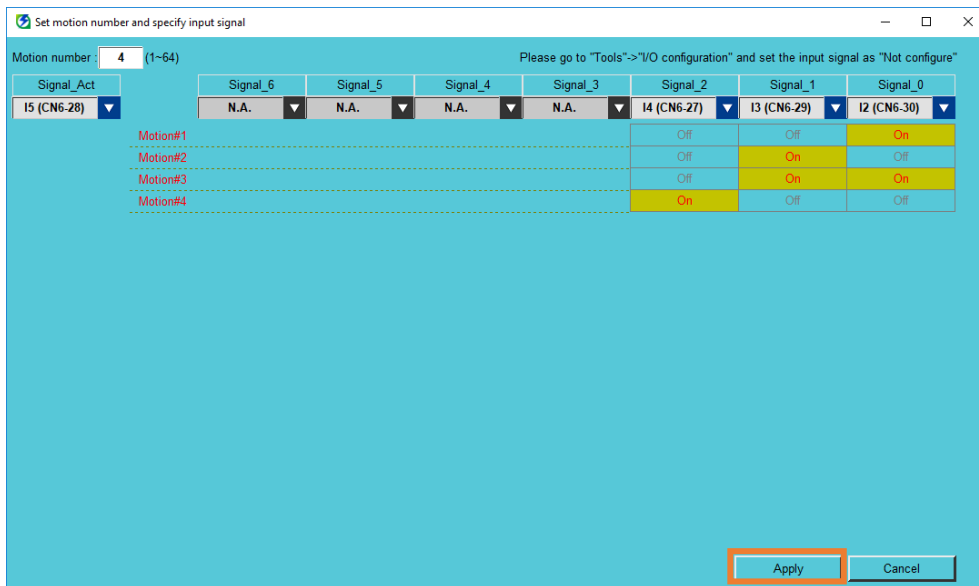 Set motion number and specify input signal
Motion number : 4 (1~64) Please go to "Tools"->"I/O configuration" and set the input signal as "Not configure"
Signal_Act Signal_6 Signal_5 Signal_4 Signal_3 Signal_2 Signal_1 Signal_0
I5 (CN6-28) N.A. N.A. N.A. N.A. I4 (CN6-27) I3 (CN6-29) I2 (CN6-30)
Motion#1 Off Off On
Motion#2 Off On Off
Motion#3 Off On On
Motion#4 On Off Off
Apply Cancel